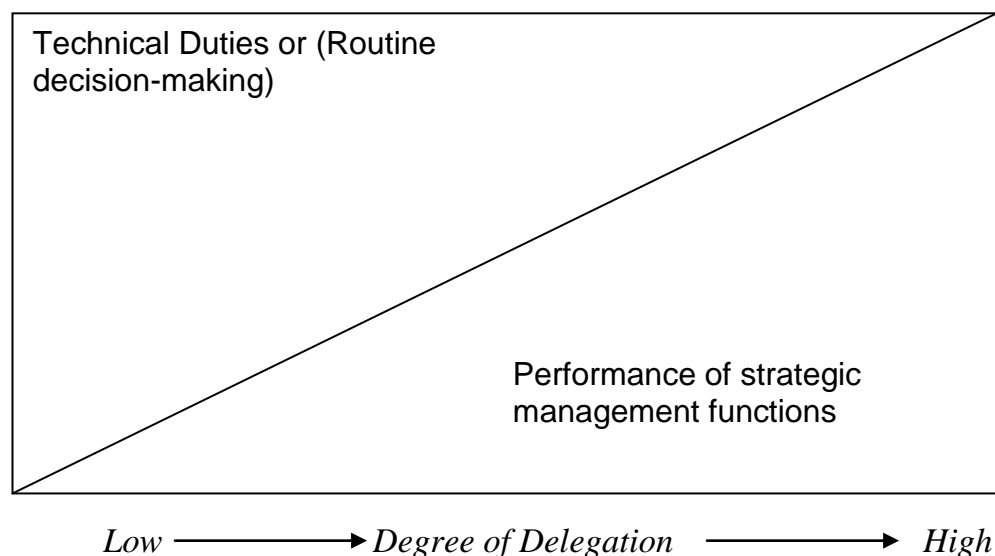 Technical Duties or (Routine
decision-making)
Performance of strategic
management functions
Low Degree of Delegation High